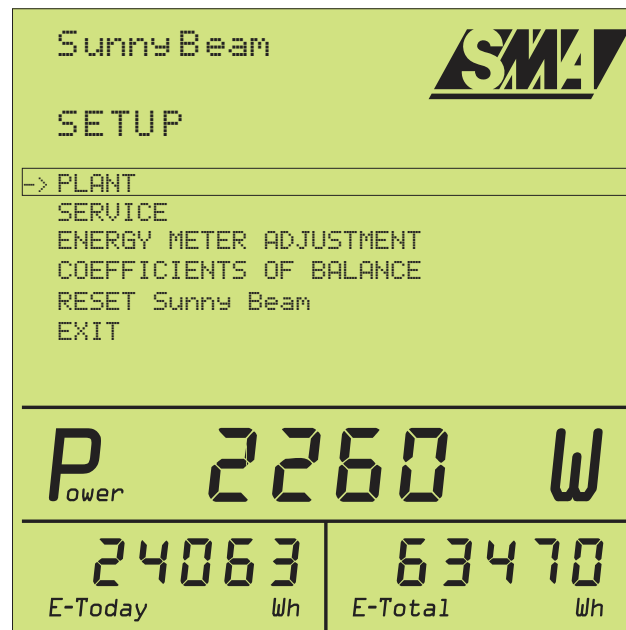 Sunny Beam
SMA
SETUP
-> PLANT
SERVICE
ENERGY METER ADJUSTMENT
COEFFICIENTS OF BALANCE
RESET Sunny Beam
EXIT
Power 2260 W
24063 63470
E-Today Wh E-Total Wh